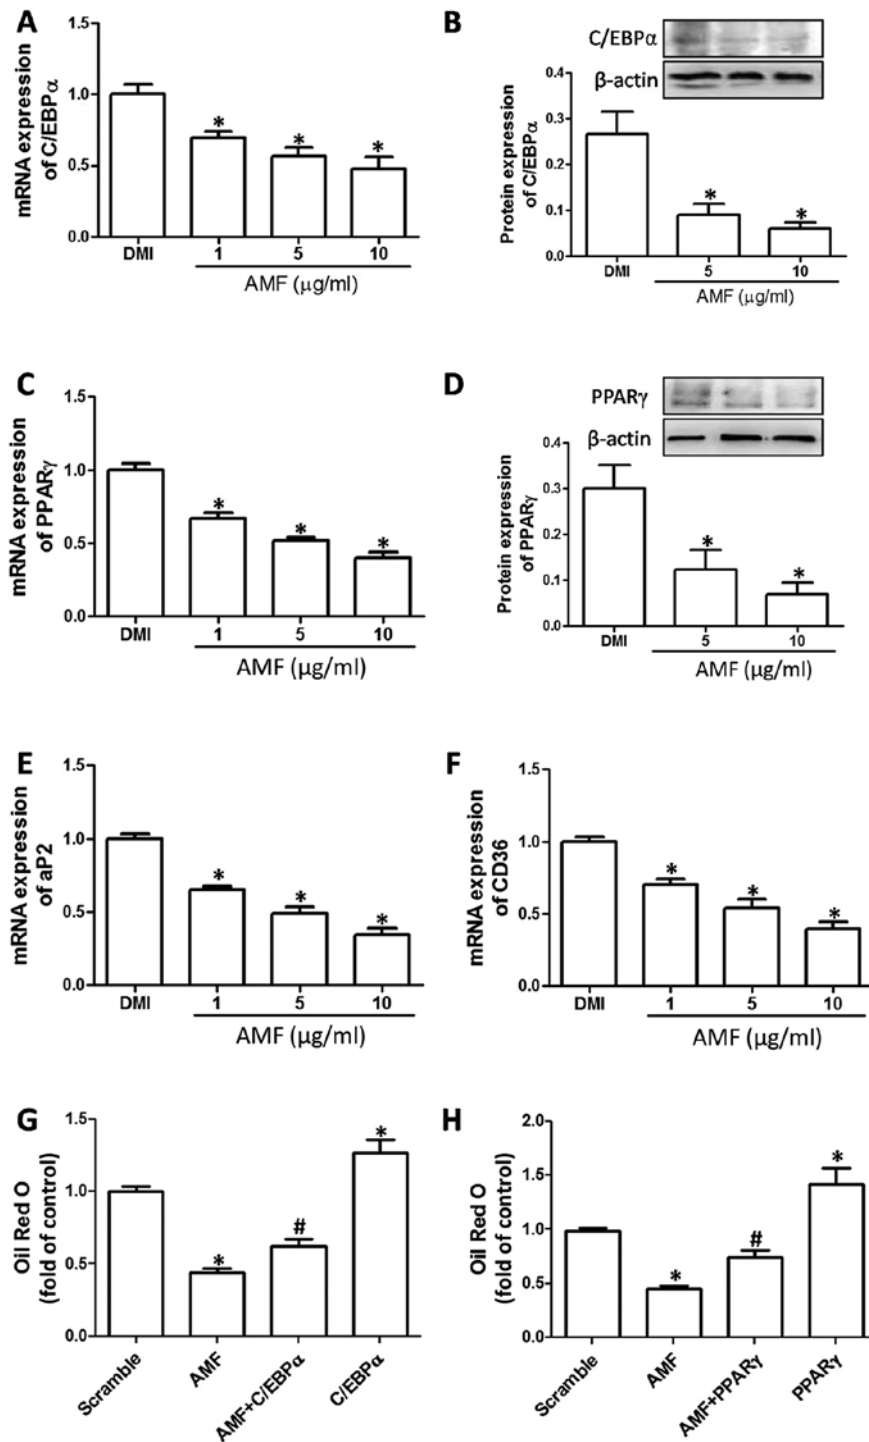 A
mRNA expression
of C/EBPα
1.5
1.0
0.5
0.0
*
*
*
DMI
1
5
10
AMF (μg/ml)
B
C/EBPα
β-actin
Protein expression
of C/EBPα
0.4
0.3
0.2
0.1
0.0
*
*
DMI
5
10
AMF (μg/ml)
C
mRNA expression
of PPARγ
1.5
1.0
0.5
0.0
*
*
*
DMI
1
5
10
AMF (μg/ml)
D
PPARγ
β-actin
Protein expression
of PPARγ
0.4
0.3
0.2
0.1
0.0
*
*
DMI
5
10
AMF (μg/ml)
E
mRNA expression
of aP2
1.5
1.0
0.5
0.0
*
*
*
DMI
1
5
10
AMF (μg/ml)
F
mRNA expression
of CD36
1.5
1.0
0.5
0.0
*
*
*
DMI
1
5
10
AMF (μg/ml)
G
Oil Red O
(fold of control)
1.5
1.0
0.5
0.0
*
#
*
Scramble
AMF
AMF+C/EBPα
C/EBPα
H
Oil Red O
(fold of control)
2.0
1.5
1.0
0.5
0.0
*
#
*
Scramble
AMF
AMF+PPARγ
PPARγ